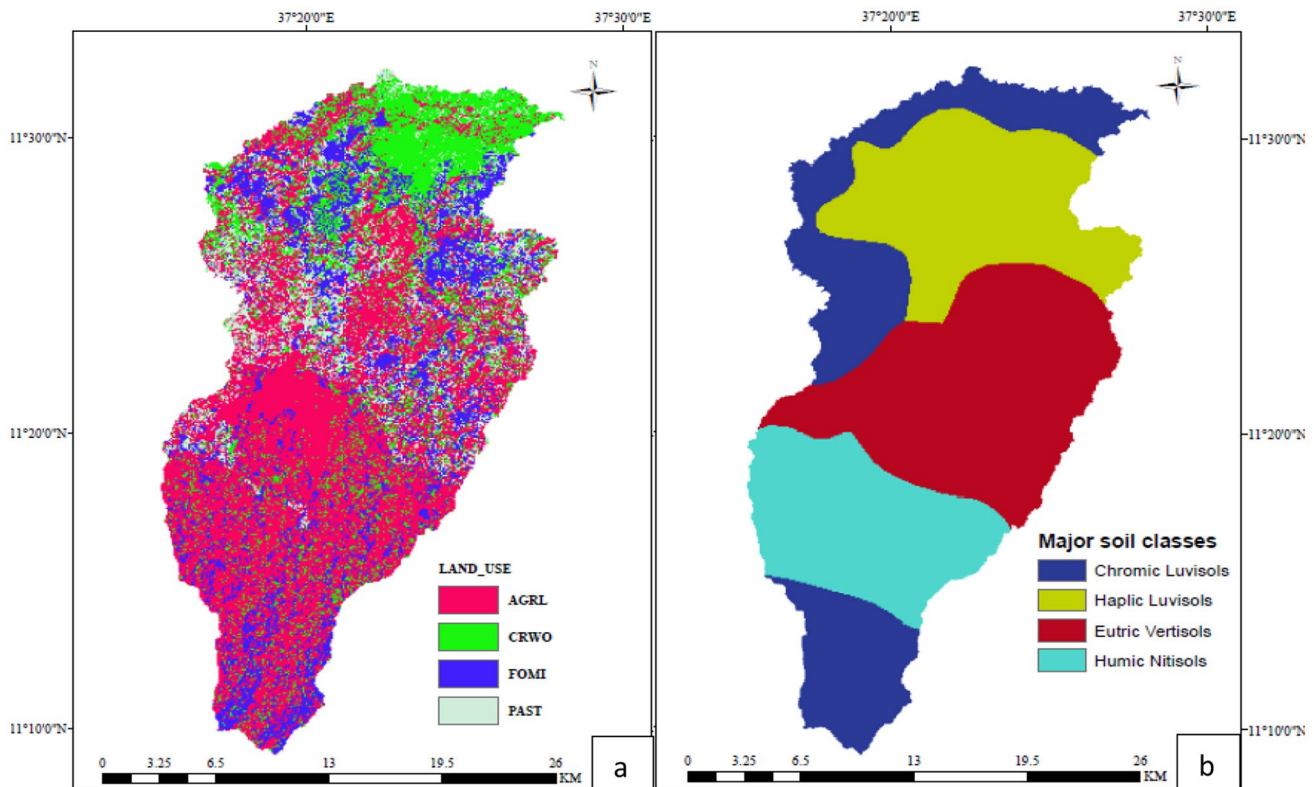 37°20'0"E 37°30'0"E
N
11°30'0"N
11°20'0"N
11°10'0"N
LAND_USE
AGRL
CRWO
FOMI
PAST
0 3.25 6.5 13 19.5 26
KM
a
37°20'0"E 37°30'0"E
N
11°30'0"N
11°20'0"N
11°10'0"N
Major soil classes
Chromic Luvisols
Haplic Luvisols
Eutric Vertisols
Humic Nitisols
0 3.25 6.5 13 19.5 26
KM
b